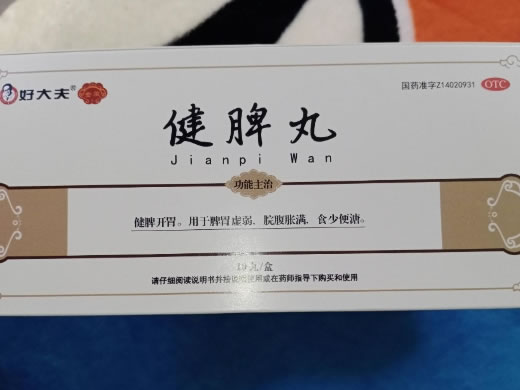 好大夫®
国药准字Z14020931 OTC
健脾丸
Jianpi Wan
功能主治
健脾开胃。用于脾胃虚弱，脘腹胀满，食少便溏。
10丸/盒
请仔细阅读说明书并按说明使用或在药师指导下购买和使用